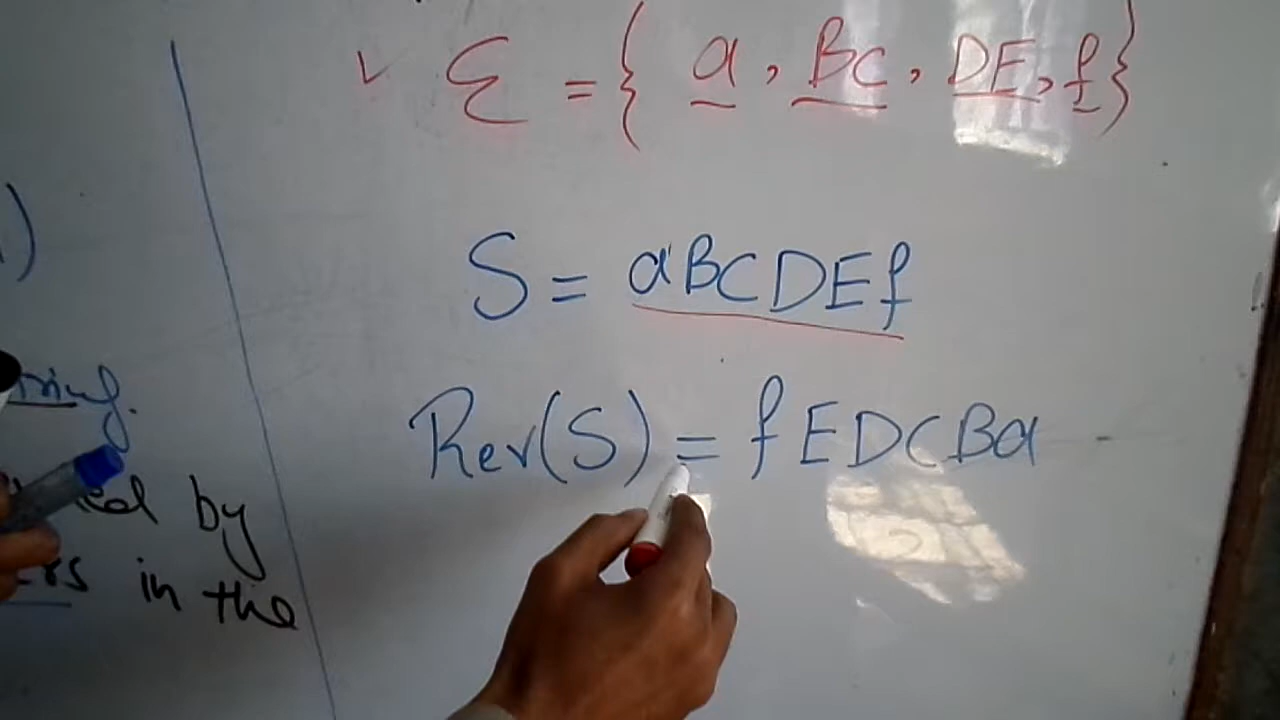 )
by
in the
✓ Σ = { a, BC, DE, f }
S = aBCDEf
Rev(S) = fEDCBa